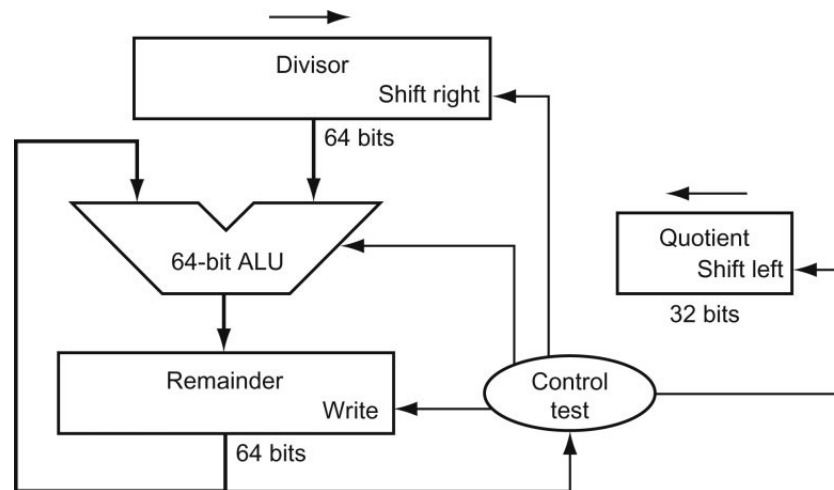 Divisor
Shift right
64 bits
64-bit ALU
Quotient
Shift left
32 bits
Remainder
Write
Control
test
64 bits